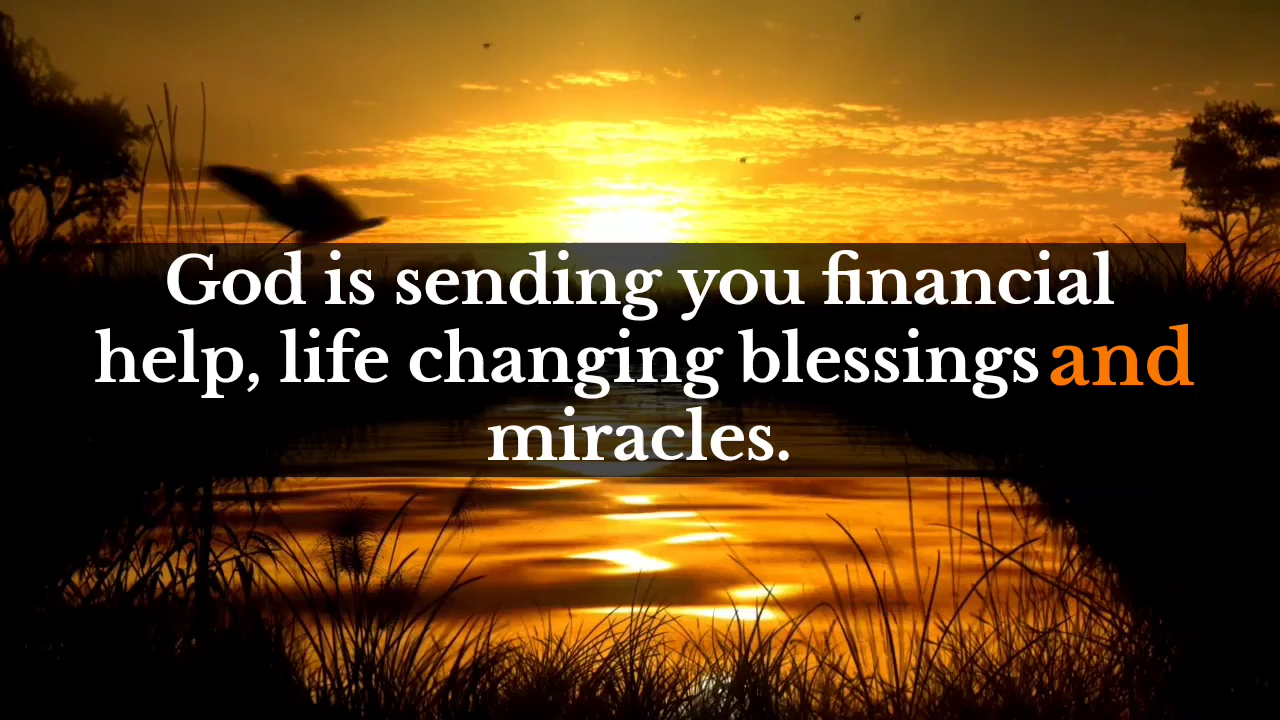 God is sending you financial
help, life changing blessings and
miracles.